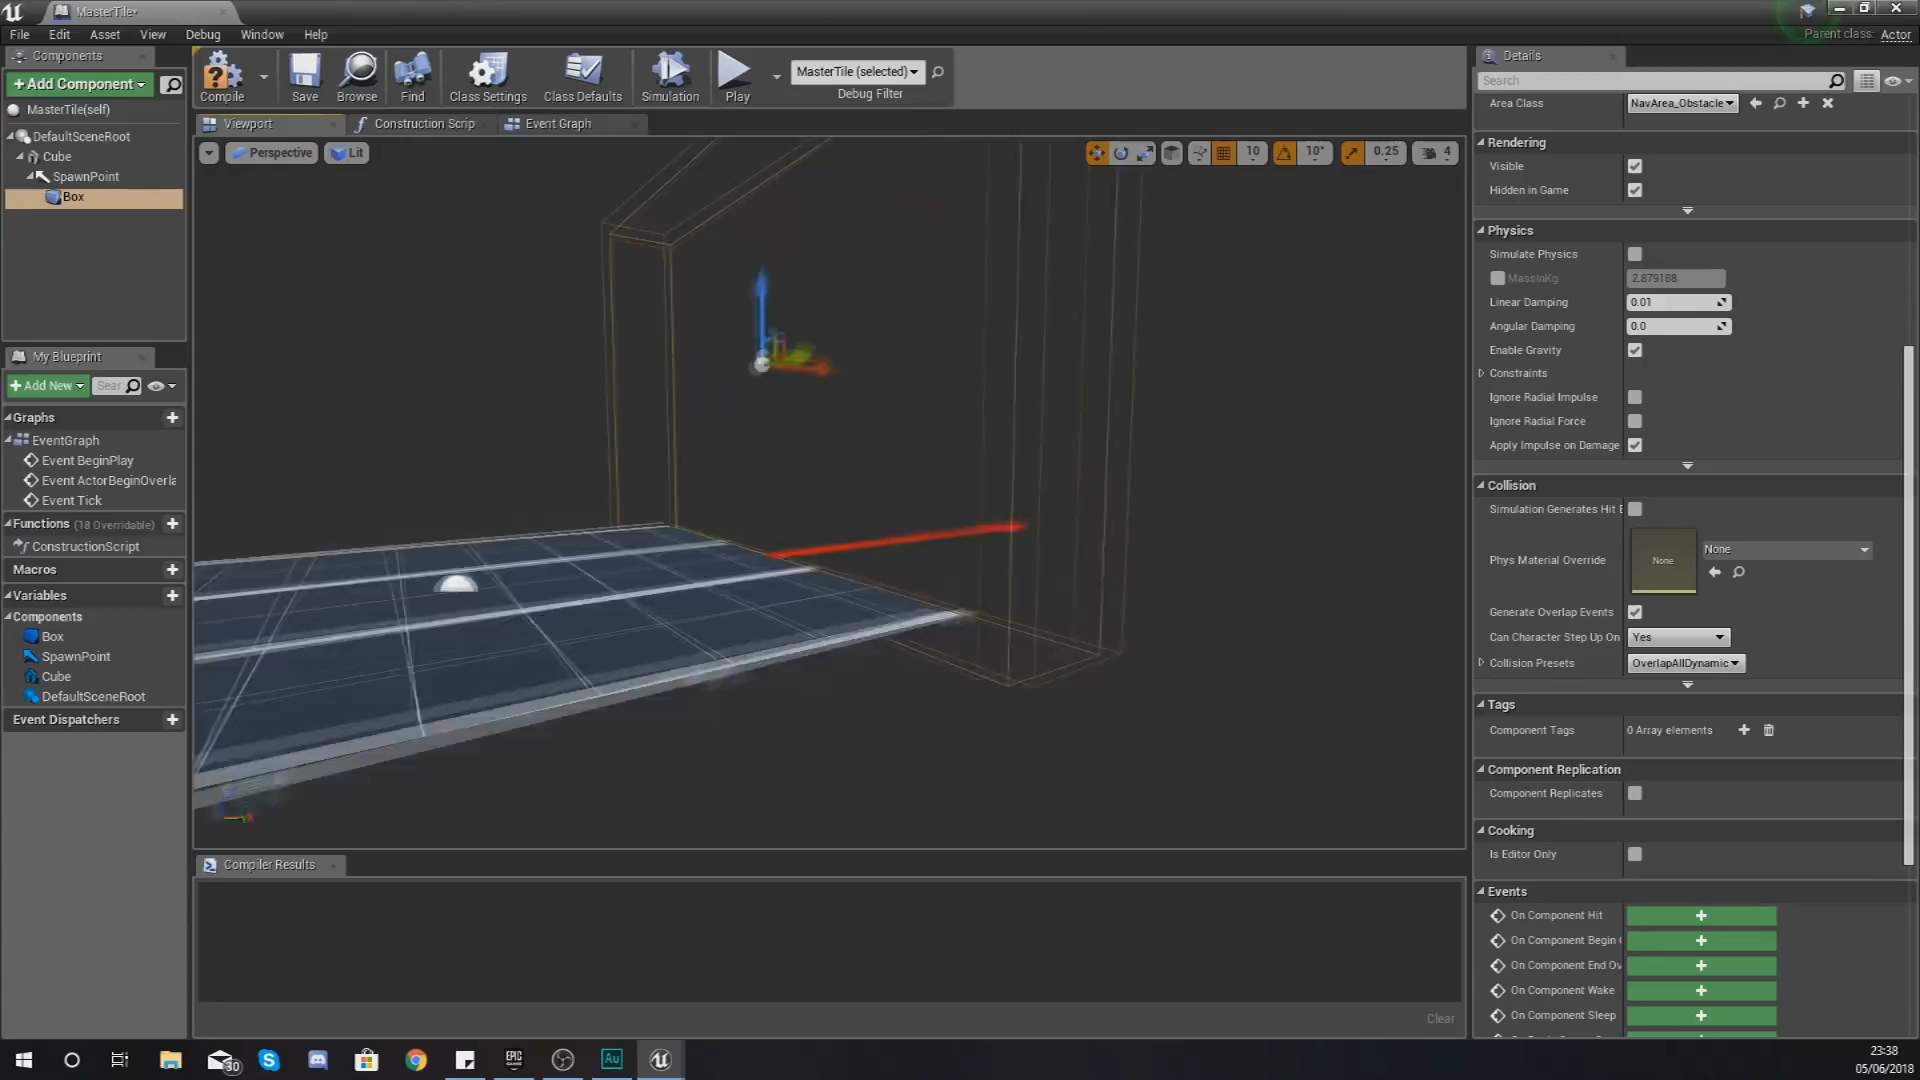 MasterTile*
File Edit Asset View Debug Window Help
Parent class: Actor
Components
+Add Component
MasterTile(self)
DefaultSceneRoot
Cube
SpawnPoint
Box
My Blueprint
+Add New
Sear
Graphs
EventGraph
Event BeginPlay
Event ActorBeginOverla
Event Tick
Functions (18 Overridable)
ConstructionScript
Macros
Variables
Components
Box
SpawnPoint
Cube
DefaultSceneRoot
Event Dispatchers
Compile Save Browse Find Class Settings Class Defaults Simulation Play
MasterTile (selected)
Debug Filter
Viewport Construction Scrip Event Graph
Perspective Lit
10 10° 0.25 4
Compiler Results
Clear
Details
Search
Area Class NavArea_Obstacle
Rendering
Visible
Hidden in Game
Physics
Simulate Physics
MassInKg 2.879188
Linear Damping 0.01
Angular Damping 0.0
Enable Gravity
Constraints
Ignore Radial Impulse
Ignore Radial Force
Apply Impulse on Damage
Collision
Simulation Generates Hit E
Phys Material Override None None
Generate Overlap Events
Can Character Step Up On Yes
Collision Presets OverlapAllDynamic
Tags
Component Tags 0 Array elements
Component Replication
Component Replicates
Cooking
Is Editor Only
Events
On Component Hit
On Component Begin
On Component End Ov
On Component Wake
On Component Sleep
30
EPIC GAMES
Au
23:38
05/06/2018